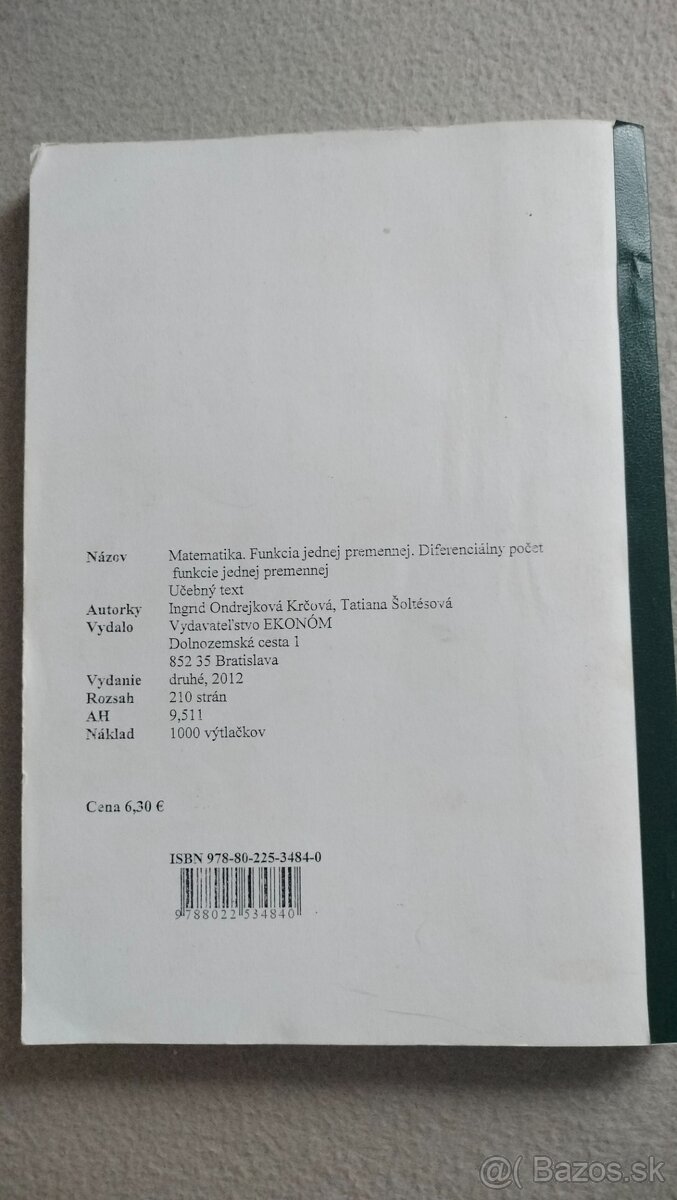 Názov Matematika. Funkcia jednej premennej. Diferenciálny počet
funkcie jednej premennej
Učebný text
Autorky Ingrid Ondrejková Krčová, Tatiana Šoltésová
Vydalo Vydavateľstvo EKONÓM
Dolnozemská cesta 1
852 35 Bratislava
Vydanie druhé, 2012
Rozsah 210 strán
AH 9,511
Náklad 1000 výtlačkov
Cena 6,30 €
ISBN 978-80-225-3484-0
9788022534840
@( Bazos.sk